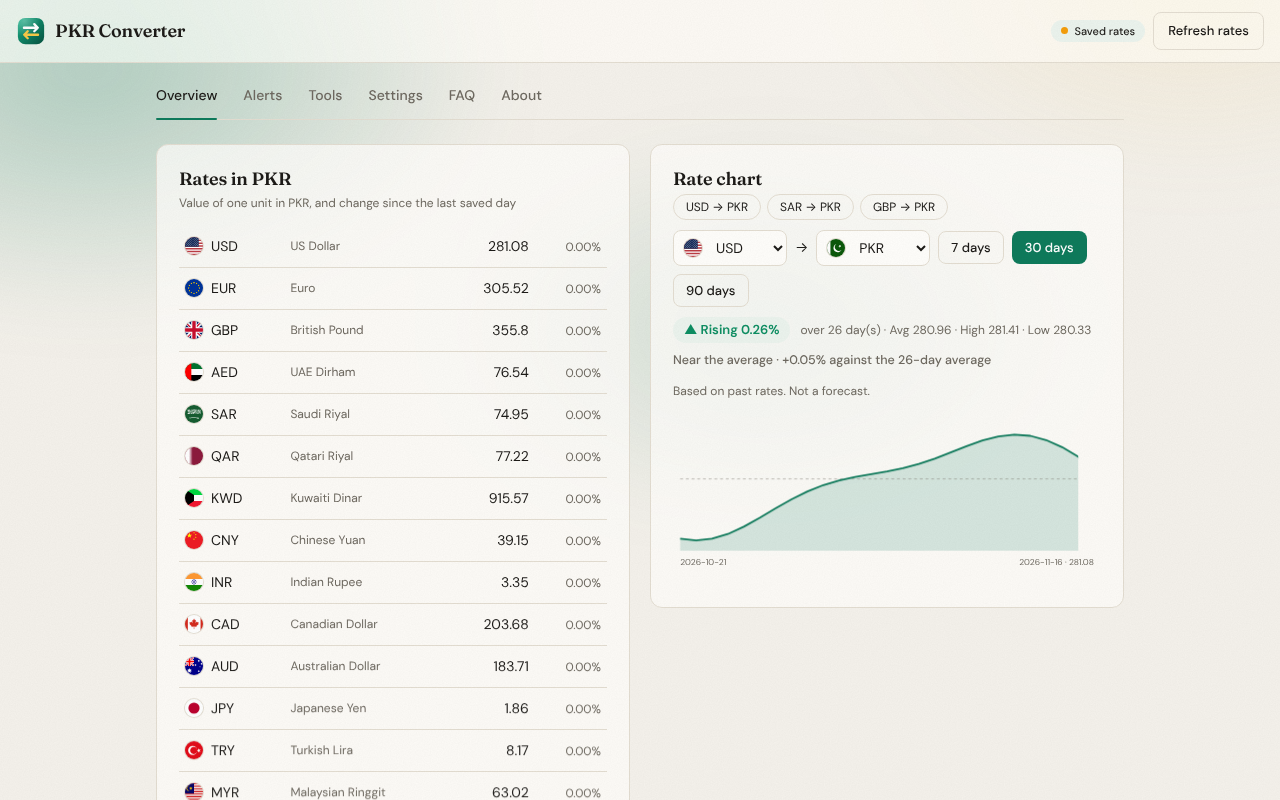 PKR Converter
Saved rates
Refresh rates
Overview Alerts Tools Settings FAQ About
Rates in PKR
Value of one unit in PKR, and change since the last saved day
USD US Dollar 281.08 0.00%
EUR Euro 305.52 0.00%
GBP British Pound 355.8 0.00%
AED UAE Dirham 76.54 0.00%
SAR Saudi Riyal 74.95 0.00%
QAR Qatari Riyal 77.22 0.00%
KWD Kuwaiti Dinar 915.57 0.00%
CNY Chinese Yuan 39.15 0.00%
INR Indian Rupee 3.35 0.00%
CAD Canadian Dollar 203.68 0.00%
AUD Australian Dollar 183.71 0.00%
JPY Japanese Yen 1.86 0.00%
TRY Turkish Lira 8.17 0.00%
MYR Malaysian Ringgit 63.02 0.00%
Rate chart
USD → PKR SAR → PKR GBP → PKR
USD → PKR 7 days 30 days
90 days
▲ Rising 0.26% over 26 day(s) · Avg 280.96 · High 281.41 · Low 280.33
Near the average · +0.05% against the 26-day average
Based on past rates. Not a forecast.
2026-10-21 2026-11-16 · 281.08